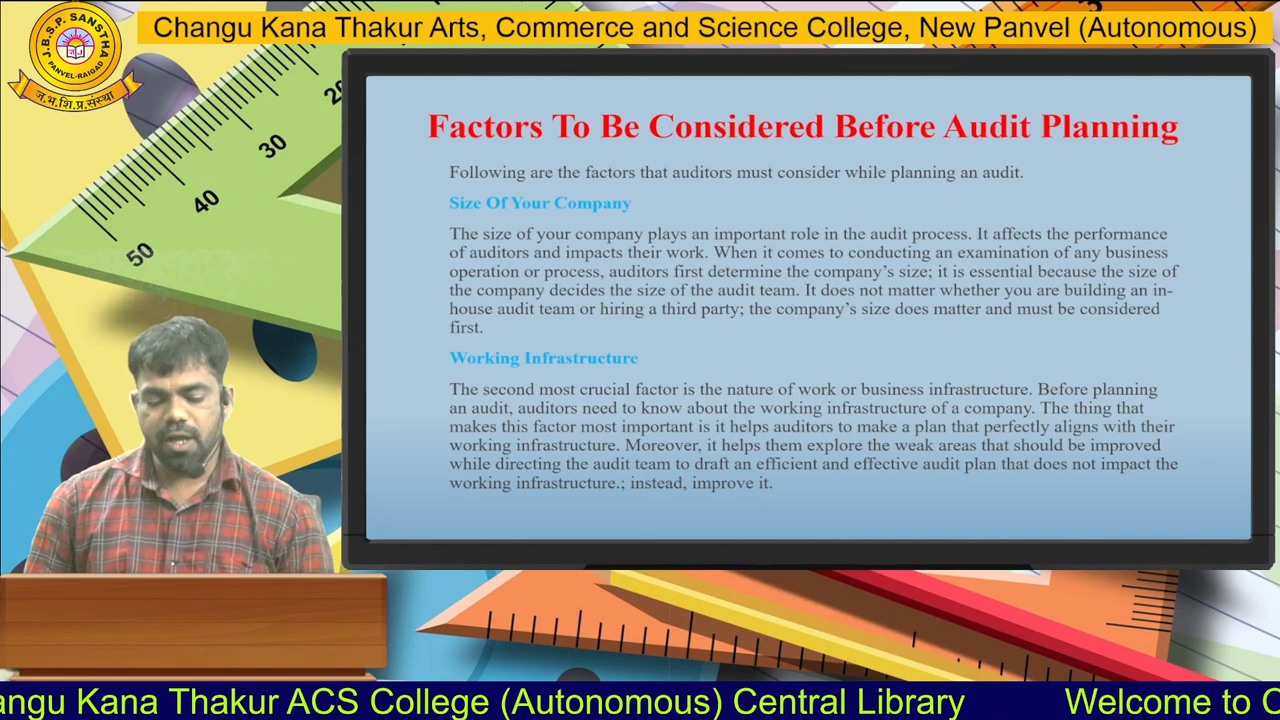 Changu Kana Thakur Arts, Commerce and Science College, New Panvel (Autonomous)
J.B.S.P. SANSTHA
PANVEL-RAIGAD
ज.भ.शि.प्र.संस्था
30
40
50
Factors To Be Considered Before Audit Planning
Following are the factors that auditors must consider while planning an audit.
Size Of Your Company
The size of your company plays an important role in the audit process. It affects the performance
of auditors and impacts their work. When it comes to conducting an examination of any business
operation or process, auditors first determine the company’s size; it is essential because the size of
the company decides the size of the audit team. It does not matter whether you are building an in-
house audit team or hiring a third party; the company’s size does matter and must be considered
first.
Working Infrastructure
The second most crucial factor is the nature of work or business infrastructure. Before planning
an audit, auditors need to know about the working infrastructure of a company. The thing that
makes this factor most important is it helps auditors to make a plan that perfectly aligns with their
working infrastructure. Moreover, it helps them explore the weak areas that should be improved
while directing the audit team to draft an efficient and effective audit plan that does not impact the
working infrastructure.; instead, improve it.
angu Kana Thakur ACS College (Autonomous) Central Library Welcome to C